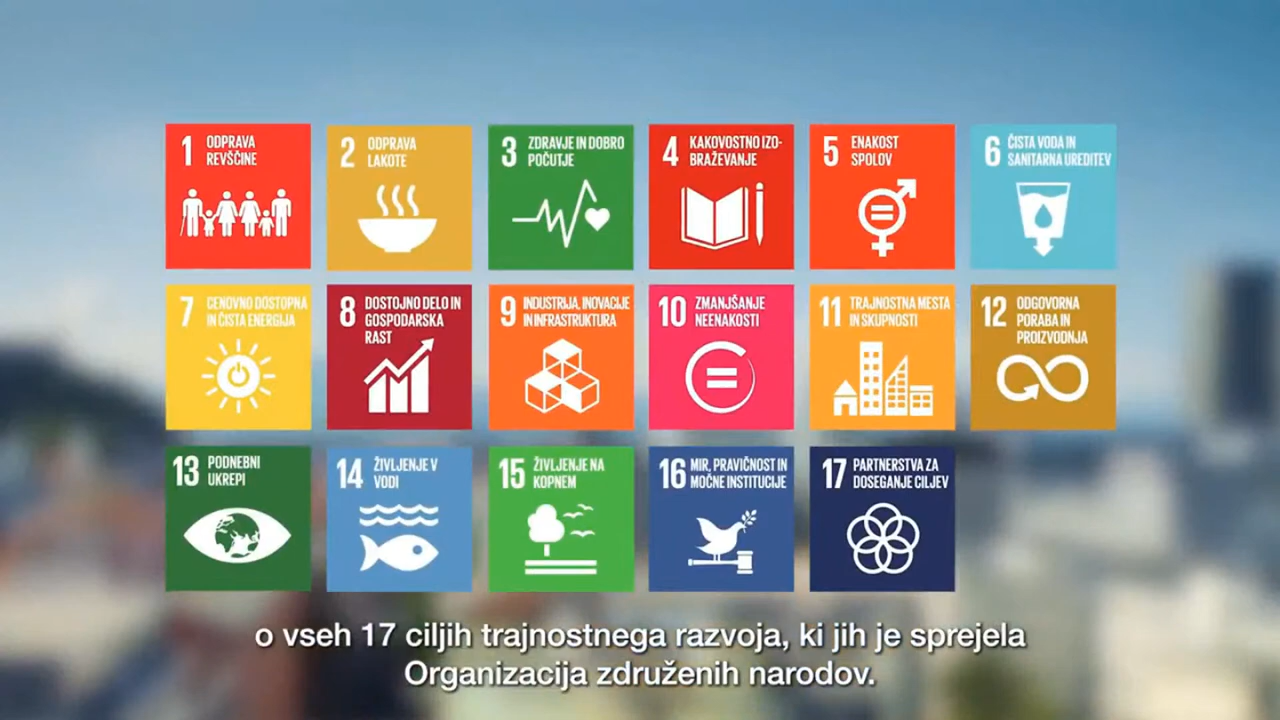 1 ODPRAVA
REVŠČINE
2 ODPRAVA
LAKOTE
3 ZDRAVJE IN DOBRO
POČUTJE
4 KAKOVOSTNO IZO-
BRAŽEVANJE
5 ENAKOST
SPOLOV
6 ČISTA VODA IN
SANITARNA UREDITEV
7 CENOVNO DOSTOPNA
IN ČISTA ENERGIJA
8 DOSTOJNO DELO IN
GOSPODARSKA
RAST
9 INDUSTRIJA, INOVACIJE
IN INFRASTRUKTURA
10 ZMANJŠANJE
NEENAKOSTI
11 TRAJNOSTNA MESTA
IN SKUPNOSTI
12 ODGOVORNA
PORABA IN
PROIZVODNJA
13 PODNEBNI
UKREPI
14 ŽIVLJENJE V
VODI
15 ŽIVLJENJE NA
KOPNEM
16 MIR, PRAVIČNOST IN
MOČNE INSTITUCIJE
17 PARTNERSTVA ZA
DOSEGANJE CILJEV
o vseh 17 ciljih trajnostnega razvoja, ki jih je sprejela
Organizacija združenih narodov.